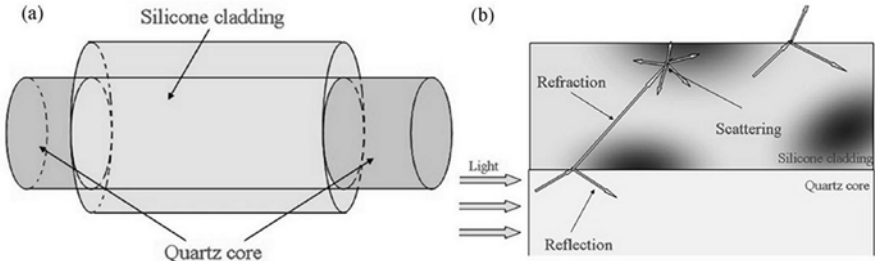 (a)
Silicone cladding
Quartz core
(b)
Refraction
Scattering
Silicone cladding
Light
Quartz core
Reflection